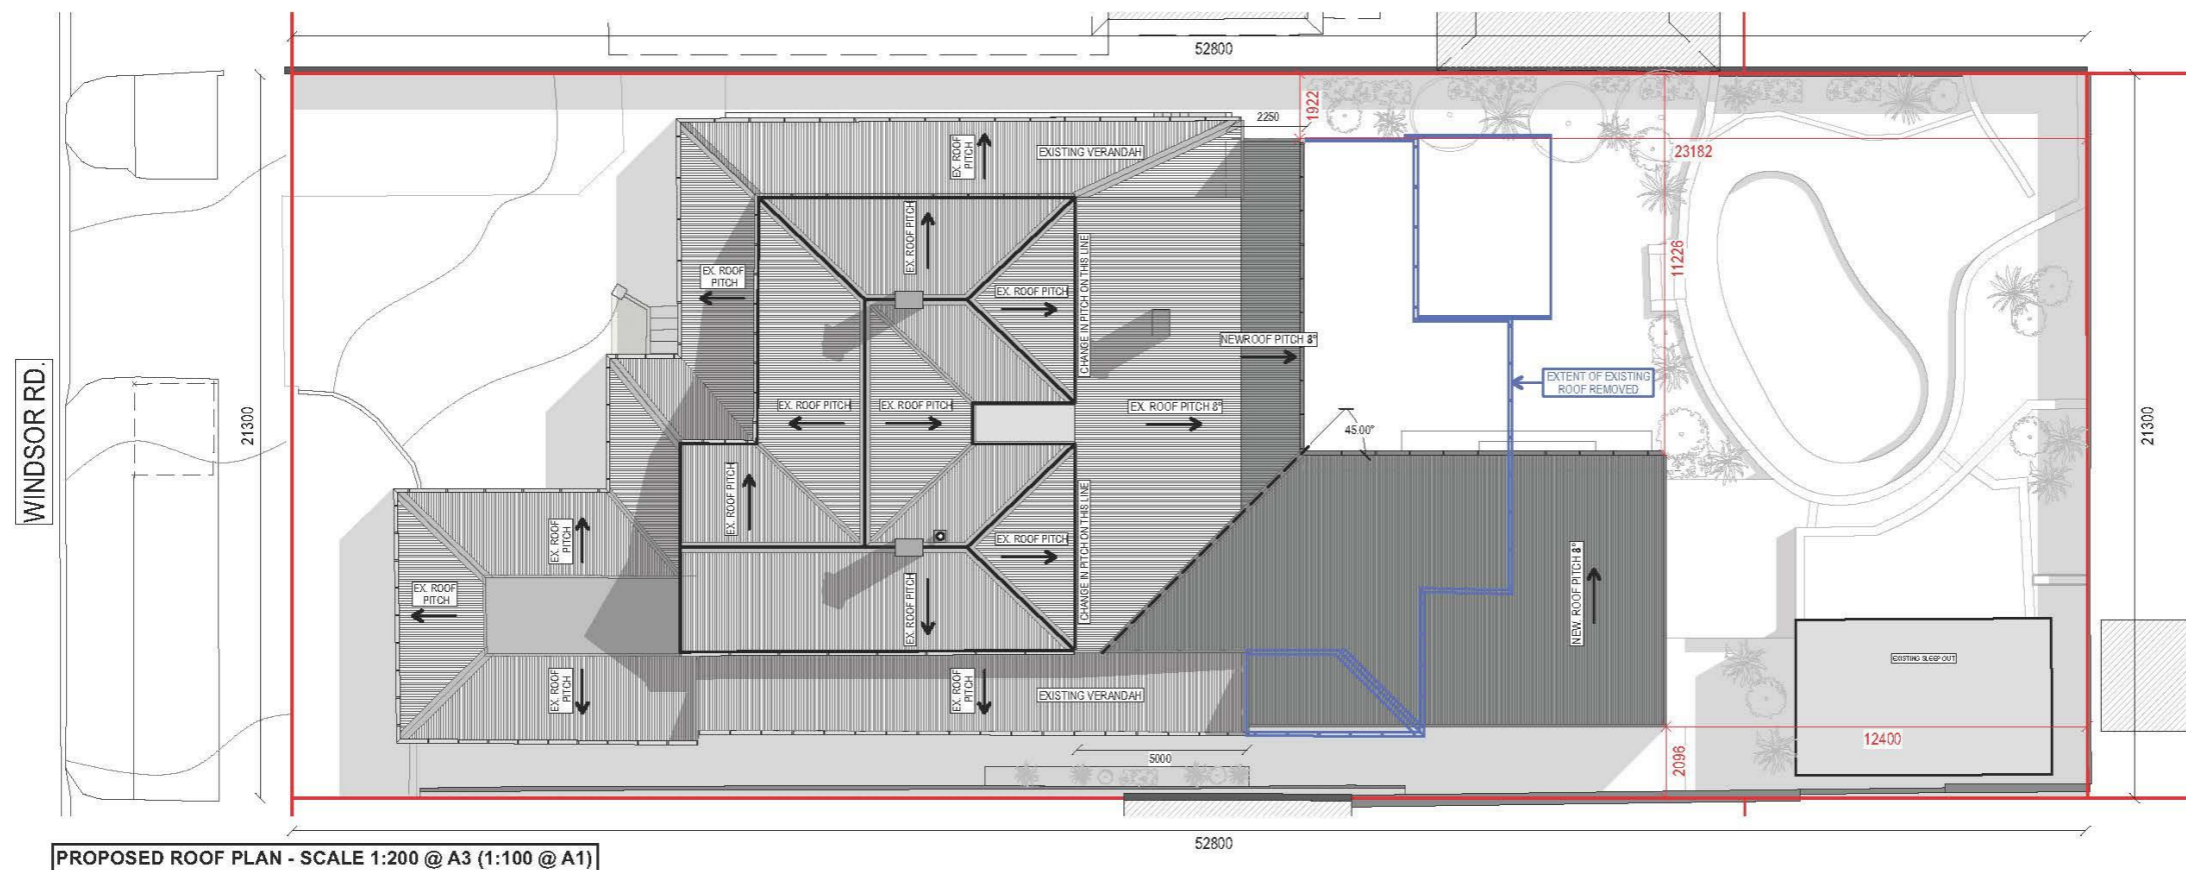 52800
1922
2250
23182
EX. ROOF
PITCH
EXISTING VERANDAH
EX. ROOF PITCH
EX. ROOF
PITCH
EX. ROOF PITCH
CHANGE IN PITCH ON THIS LINE
11226
NEWROOF PITCH 8°
EXTENT OF EXISTING
ROOF REMOVED
WINDSOR RD.
21300
EX. ROOF PITCH
EX. ROOF PITCH
EX. ROOF PITCH 8°
45.00°
21300
EX. ROOF PITCH
EX. ROOF
PITCH
EX. ROOF PITCH
CHANGE IN PITCH ON THIS LINE
EX. ROOF
PITCH
EX. ROOF PITCH
NEW. ROOF PITCH 8°
EXISTING SLEEP OUT
EX. ROOF
PITCH
EX. ROOF
PITCH
EXISTING VERANDAH
12400
5000
2096
52800
PROPOSED ROOF PLAN - SCALE 1:200 @ A3 (1:100 @ A1)